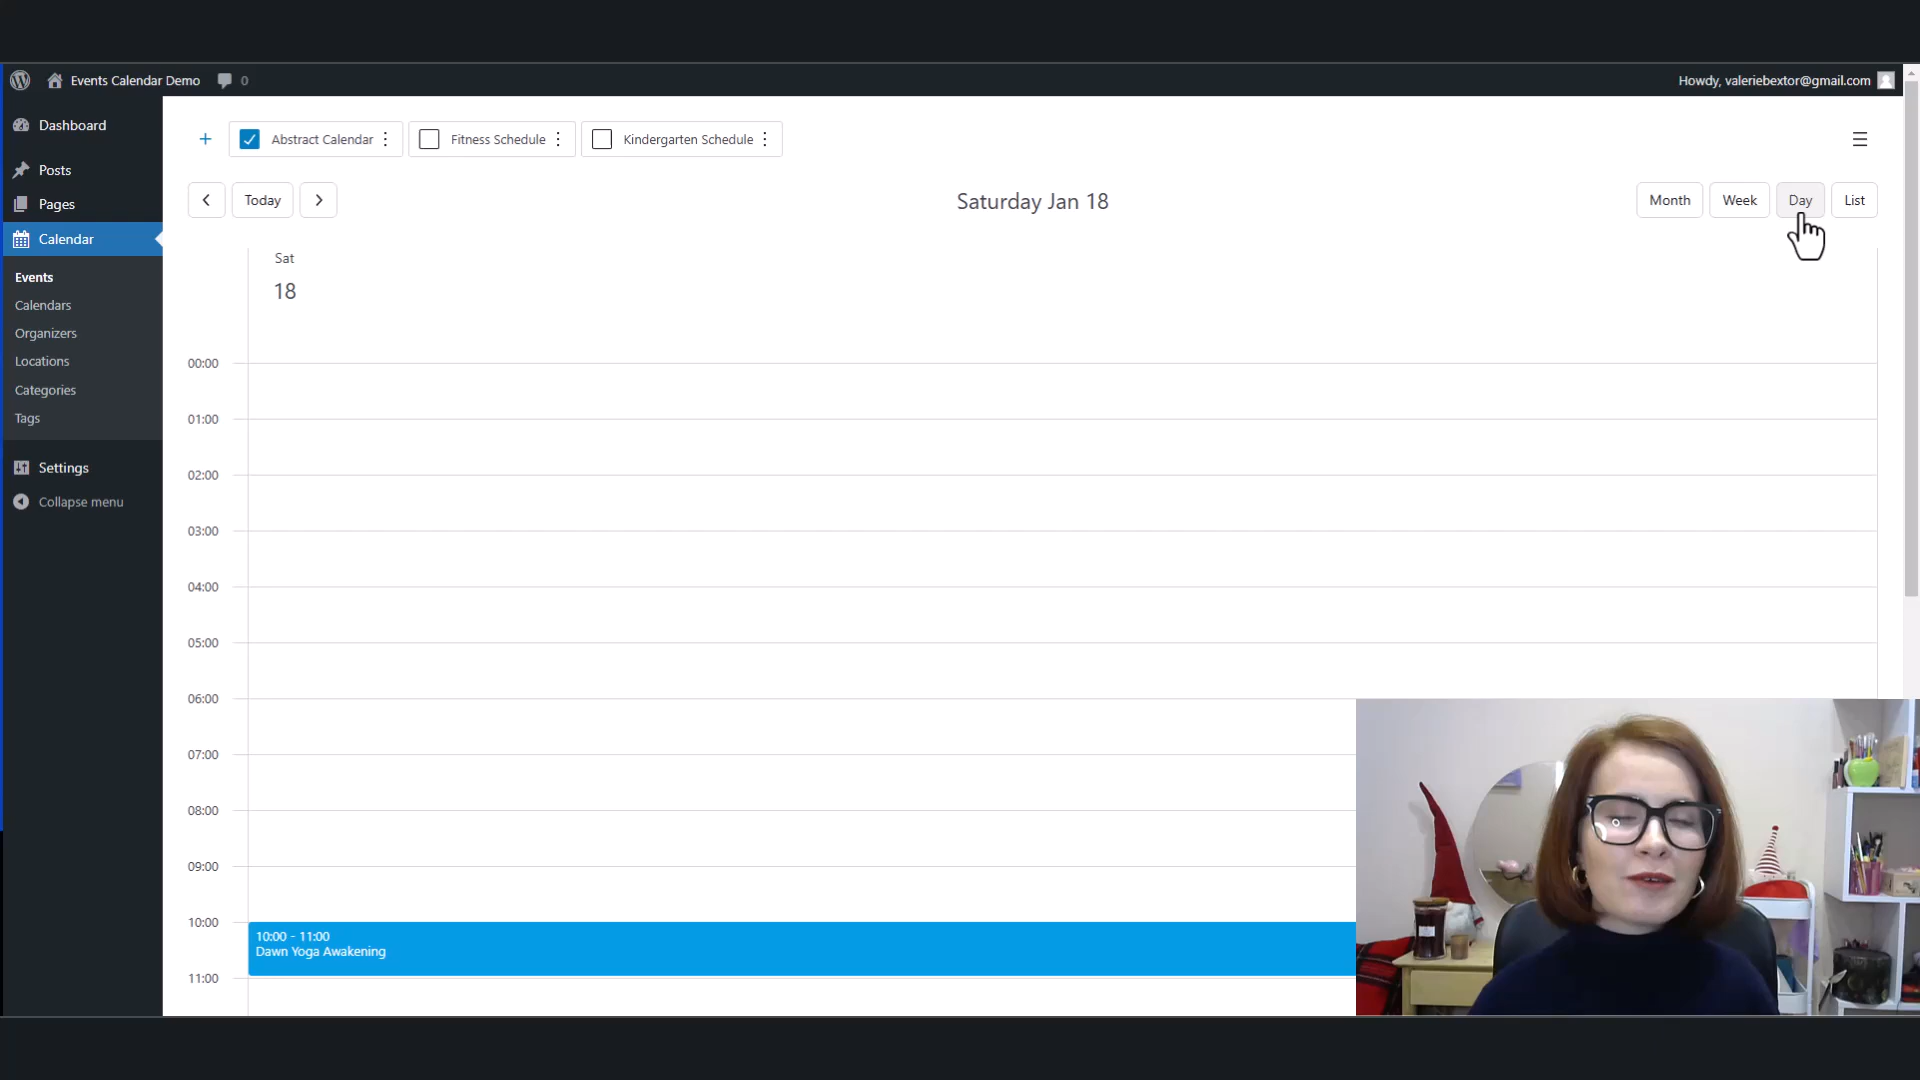 Events Calendar Demo
0
Howdy, valeriebextor@gmail.com
Dashboard
Posts
Pages
Calendar
Events
Calendars
Organizers
Locations
Categories
Tags
Settings
Collapse menu
+
Abstract Calendar
Fitness Schedule
Kindergarten Schedule
Today
Saturday Jan 18
Month
Week
Day
List
Sat
18
00:00
01:00
02:00
03:00
04:00
05:00
06:00
07:00
08:00
09:00
10:00
10:00 - 11:00
Dawn Yoga Awakening
11:00